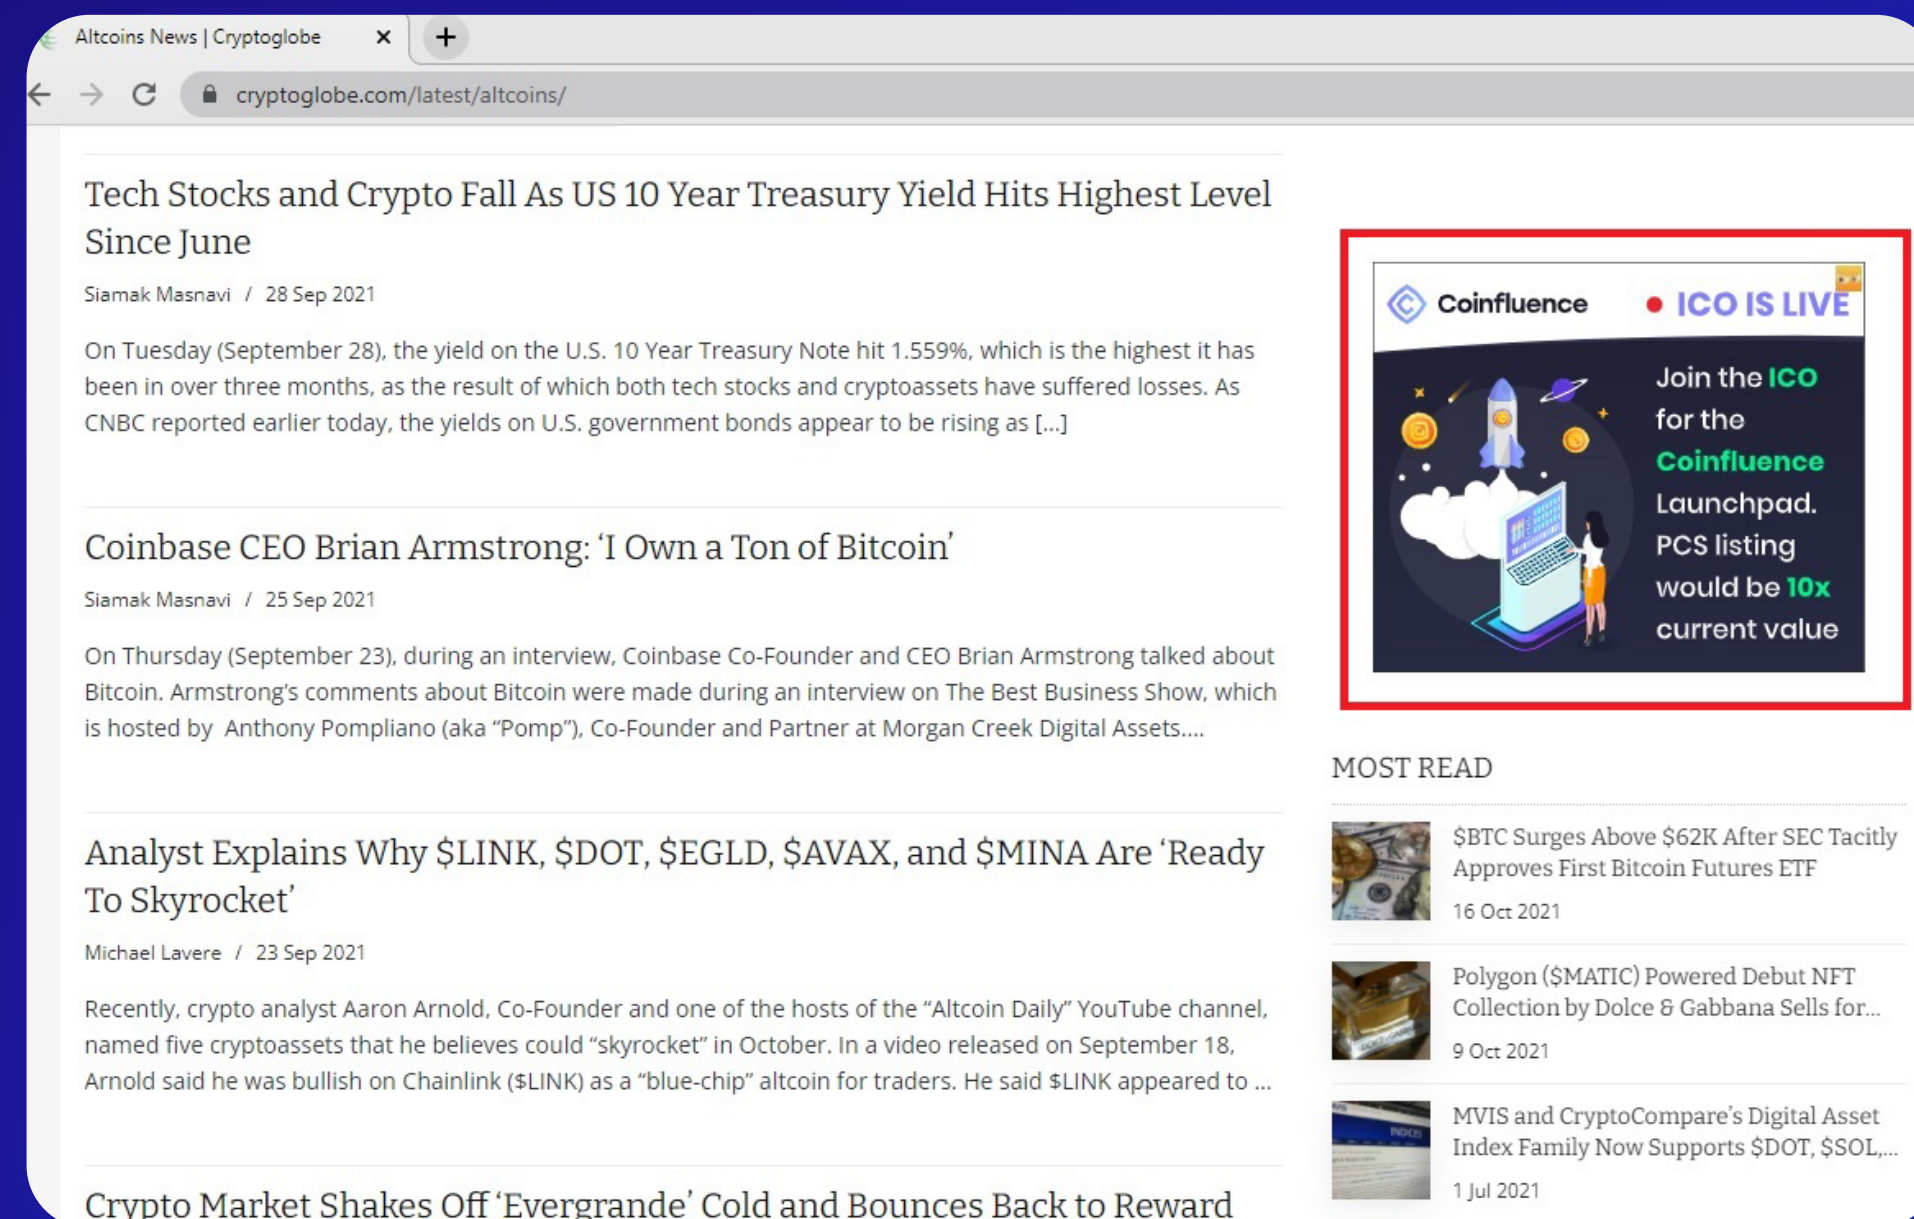 Altcoins News | Cryptoglobe
cryptoglobe.com/latest/altcoins/
Tech Stocks and Crypto Fall As US 10 Year Treasury Yield Hits Highest Level
Since June
Siamak Masnavi / 28 Sep 2021
On Tuesday (September 28), the yield on the U.S. 10 Year Treasury Note hit 1.559%, which is the highest it has
been in over three months, as the result of which both tech stocks and cryptoassets have suffered losses. As
CNBC reported earlier today, the yields on U.S. government bonds appear to be rising as [...]
Coinbase CEO Brian Armstrong: ‘I Own a Ton of Bitcoin’
Siamak Masnavi / 25 Sep 2021
On Thursday (September 23), during an interview, Coinbase Co-Founder and CEO Brian Armstrong talked about
Bitcoin. Armstrong's comments about Bitcoin were made during an interview on The Best Business Show, which
is hosted by Anthony Pompliano (aka “Pomp”), Co-Founder and Partner at Morgan Creek Digital Assets....
Analyst Explains Why $LINK, $DOT, $EGLD, $AVAX, and $MINA Are ‘Ready
To Skyrocket’
Michael Lavere / 23 Sep 2021
Recently, crypto analyst Aaron Arnold, Co-Founder and one of the hosts of the “Altcoin Daily” YouTube channel,
named five cryptoassets that he believes could “skyrocket” in October. In a video released on September 18,
Arnold said he was bullish on Chainlink ($LINK) as a “blue-chip” altcoin for traders. He said $LINK appeared to ...
Crypto Market Shakes Off ‘Evergrande’ Cold and Bounces Back to Reward
Coinfluence
ICO IS LIVE
Join the ICO
for the
Coinfluence
Launchpad.
PCS listing
would be 10x
current value
MOST READ
$BTC Surges Above $62K After SEC Tacitly
Approves First Bitcoin Futures ETF
16 Oct 2021
Polygon ($MATIC) Powered Debut NFT
Collection by Dolce & Gabbana Sells for...
9 Oct 2021
INDICES
MVIS and CryptoCompare's Digital Asset
Index Family Now Supports $DOT, $SOL,...
1 Jul 2021